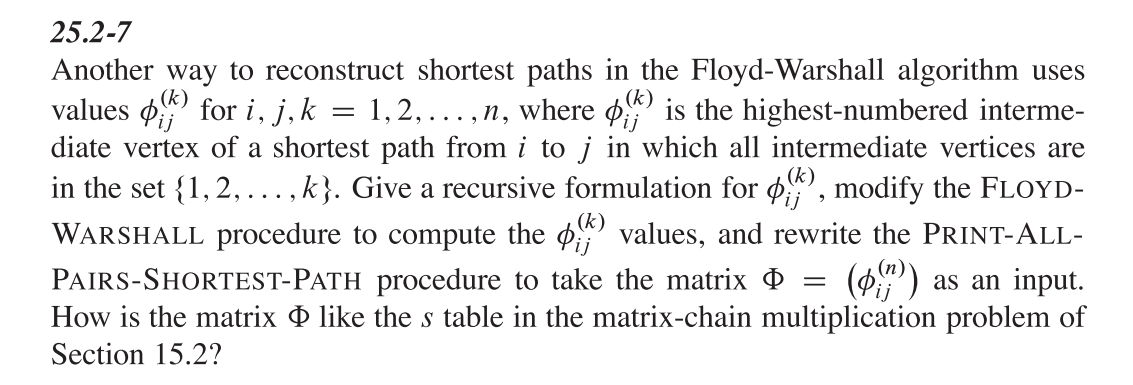 25.2-7
Another way to reconstruct shortest paths in the Floyd-Warshall algorithm uses
values ϕ_{ij}^{(k)} for i, j, k = 1, 2, . . . , n, where ϕ_{ij}^{(k)} is the highest-numbered interme-
diate vertex of a shortest path from i to j in which all intermediate vertices are
in the set {1, 2, . . . , k}. Give a recursive formulation for ϕ_{ij}^{(k)}, modify the FLOYD-
WARSHALL procedure to compute the ϕ_{ij}^{(k)} values, and rewrite the PRINT-ALL-
PAIRS-SHORTEST-PATH procedure to take the matrix Φ = (ϕ_{ij}^{(n)}) as an input.
How is the matrix Φ like the s table in the matrix-chain multiplication problem of
Section 15.2?